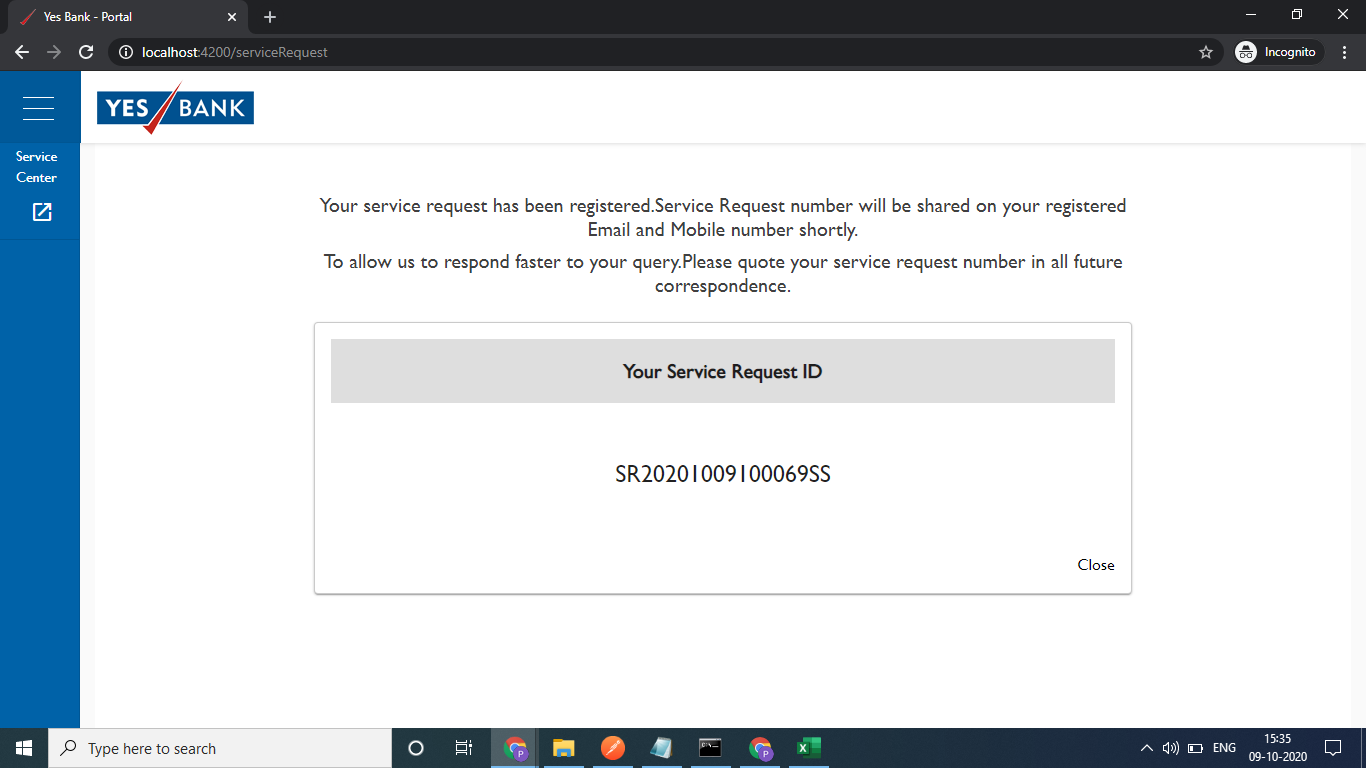 Yes Bank - Portal
localhost:4200/serviceRequest
Incognito
YES BANK
Service
Center
Your service request has been registered.Service Request number will be shared on your registered
Email and Mobile number shortly.
To allow us to respond faster to your query.Please quote your service request number in all future
correspondence.
Your Service Request ID
SR20201009100069SS
Close
Type here to search
ENG
15:35
09-10-2020